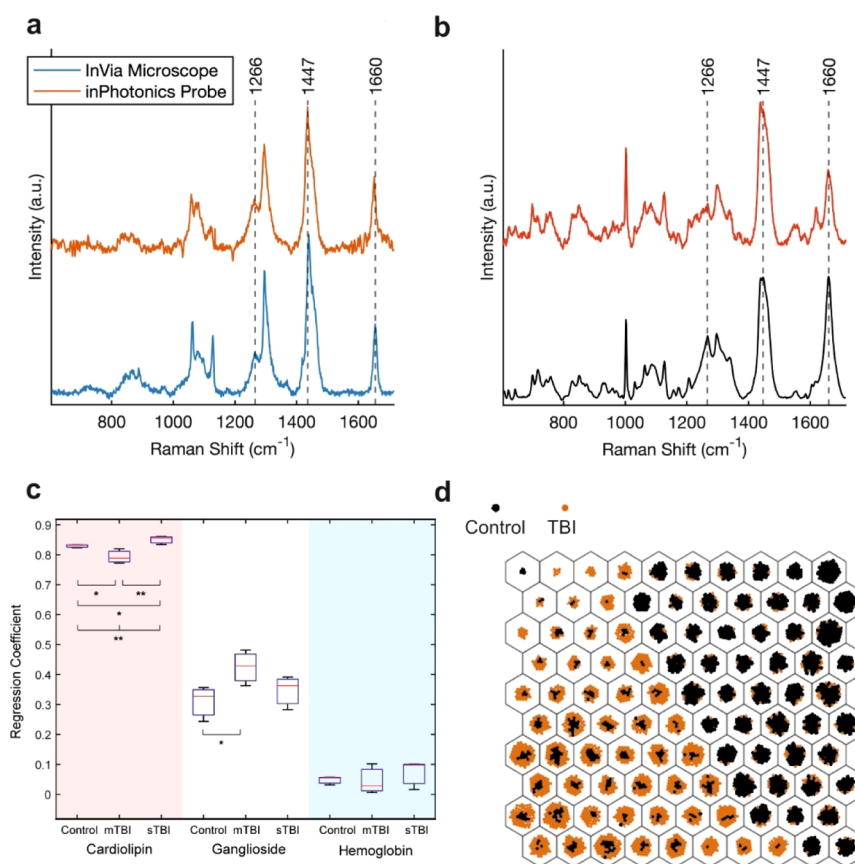 a
b
InVia Microscope
inPhotonics Probe
1266
1447
1660
1266
1447
1660
Intensity (a.u.)
Intensity (a.u.)
800 1000 1200 1400 1600
800 1000 1200 1400 1600
Raman Shift (cm⁻¹)
Raman Shift (cm⁻¹)
c
d
Control TBI
Regression Coefficient
0.9
0.8
0.7
0.6
0.5
0.4
0.3
0.2
0.1
0
* **
*
**
*
Control mTBI sTBI Control mTBI sTBI Control mTBI sTBI
Cardiolipin Ganglioside Hemoglobin